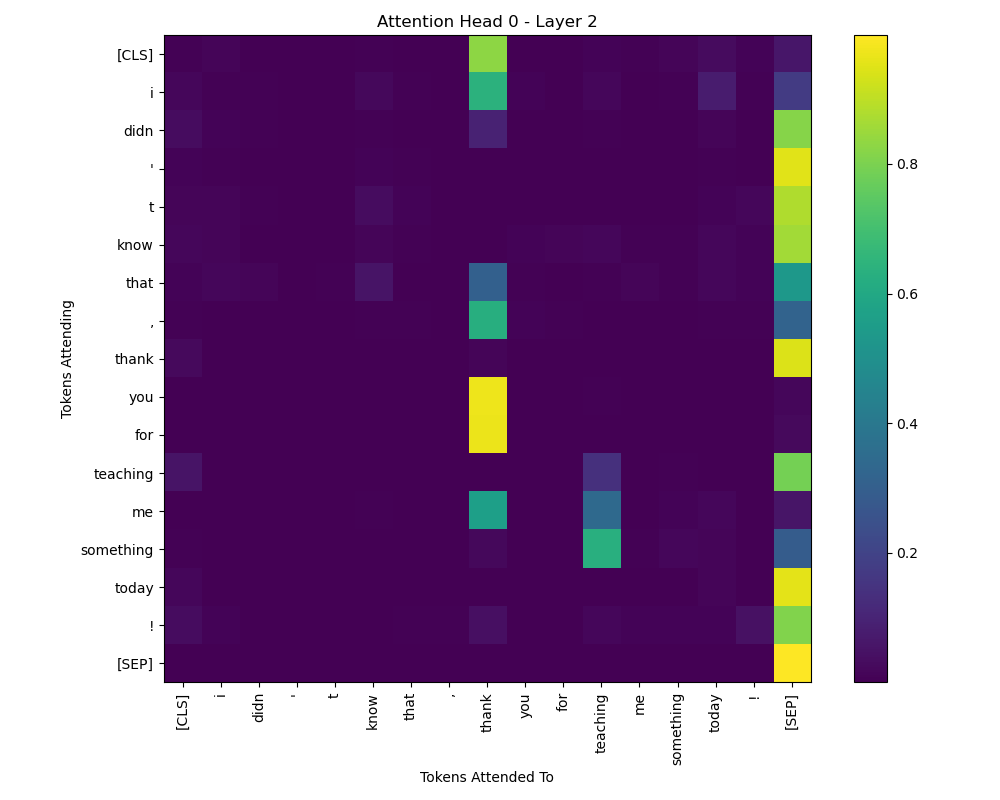 Attention Head 0 - Layer 2
Tokens Attending
[CLS]
i
didn
'
t
know
that
,
thank
you
for
teaching
me
something
today
!
[SEP]
[CLS]
i
didn
'
t
know
that
,
thank
you
for
teaching
me
something
today
!
[SEP]
Tokens Attended To
0.8
0.6
0.4
0.2